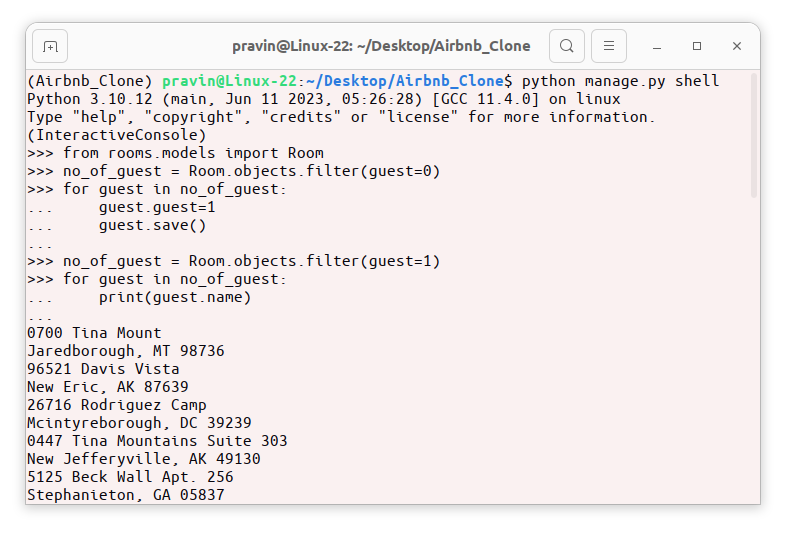 pravin@Linux-22: ~/Desktop/Airbnb_Clone
(Airbnb_Clone) pravin@Linux-22:~/Desktop/Airbnb_Clone$ python manage.py shell
Python 3.10.12 (main, Jun 11 2023, 05:26:28) [GCC 11.4.0] on linux
Type "help", "copyright", "credits" or "license" for more information.
(InteractiveConsole)
>>> from rooms.models import Room
>>> no_of_guest = Room.objects.filter(guest=0)
>>> for guest in no_of_guest:
...     guest.guest=1
...     guest.save()
...
>>> no_of_guest = Room.objects.filter(guest=1)
>>> for guest in no_of_guest:
...     print(guest.name)
...
0700 Tina Mount
Jaredborough, MT 98736
96521 Davis Vista
New Eric, AK 87639
26716 Rodriguez Camp
Mcintyreborough, DC 39239
0447 Tina Mountains Suite 303
New Jefferyville, AK 49130
5125 Beck Wall Apt. 256
Stephanieton, GA 05837